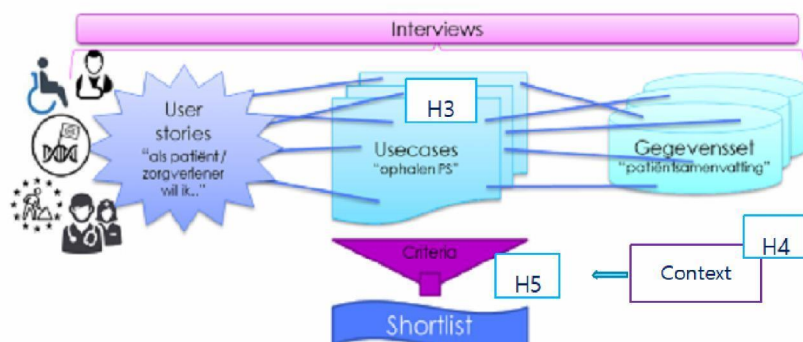 Interviews
User
stories
"als patiënt/
zorgverlener
wil ik.."
H3
Usecases
"ophalen PS"
Gegevensset
"patiëntsamenvatting"
Criteria
H5
Context
H4
Shortlist